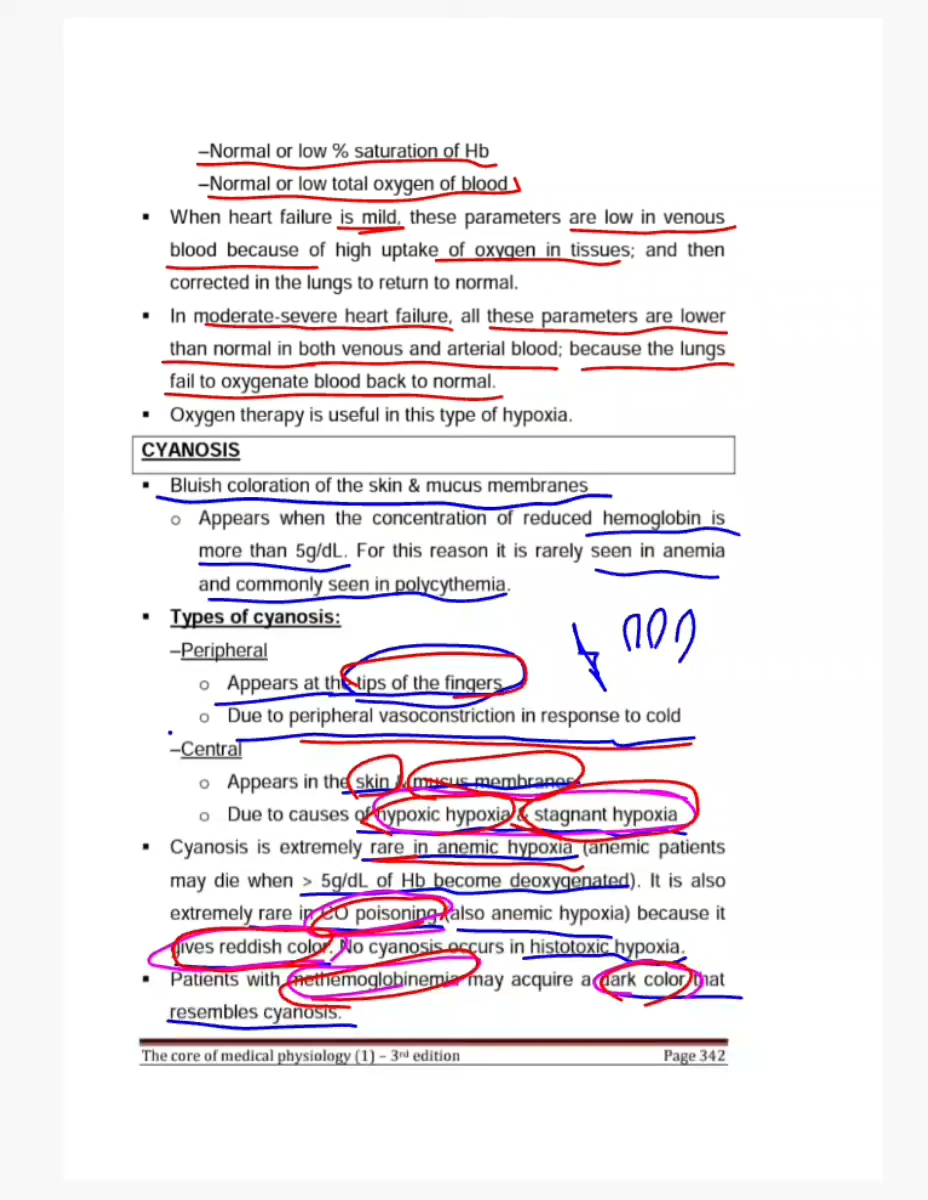 –Normal or low % saturation of Hb
–Normal or low total oxygen of blood
▪ When heart failure is mild, these parameters are low in venous
blood because of high uptake of oxygen in tissues; and then
corrected in the lungs to return to normal.
▪ In moderate-severe heart failure, all these parameters are lower
than normal in both venous and arterial blood; because the lungs
fail to oxygenate blood back to normal.
▪ Oxygen therapy is useful in this type of hypoxia.
CYANOSIS
▪ Bluish coloration of the skin & mucus membranes
o Appears when the concentration of reduced hemoglobin is
more than 5g/dL. For this reason it is rarely seen in anemia
and commonly seen in polycythemia.
▪ Types of cyanosis:
–Peripheral
o Appears at the tips of the fingers
o Due to peripheral vasoconstriction in response to cold
–Central
o Appears in the skin & mucus membranes
o Due to causes of hypoxic hypoxia & stagnant hypoxia
▪ Cyanosis is extremely rare in anemic hypoxia (anemic patients
may die when > 5g/dL of Hb become deoxygenated). It is also
extremely rare in CO poisoning (also anemic hypoxia) because it
gives reddish color. No cyanosis occurs in histotoxic hypoxia.
▪ Patients with methemoglobinemia may acquire a dark color that
resembles cyanosis.
The core of medical physiology (1) – 3rd edition Page 342